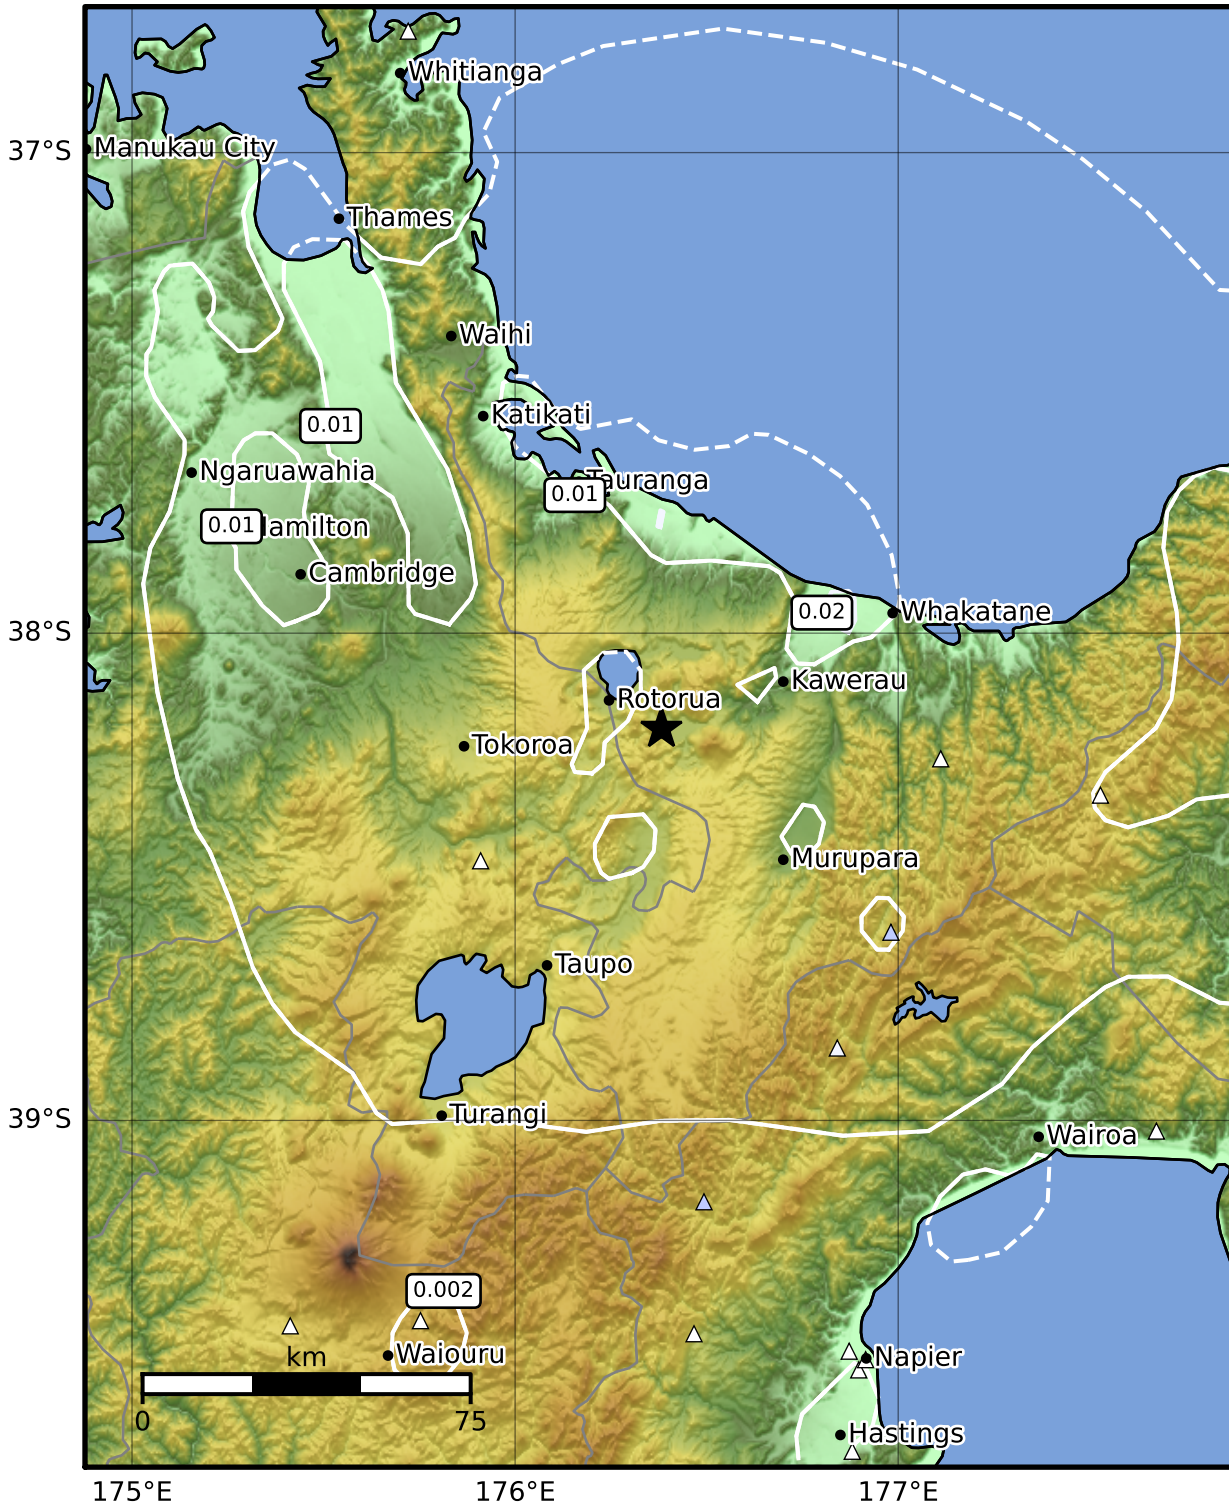 Whitianga
37°S
Manukau City
Thames
Waihi
Katikati
0.01
Ngaruawahia
Tauranga
0.01
0.01
amilton
Cambridge
0.02
Whakatane
38°S
Kawerau
Rotorua
Tokoroa
Murupara
Taupo
Turangi
39°S
Wairoa
0.002
km
Waiouru
Napier
0
75
Hastings
175°E
176°E
177°E